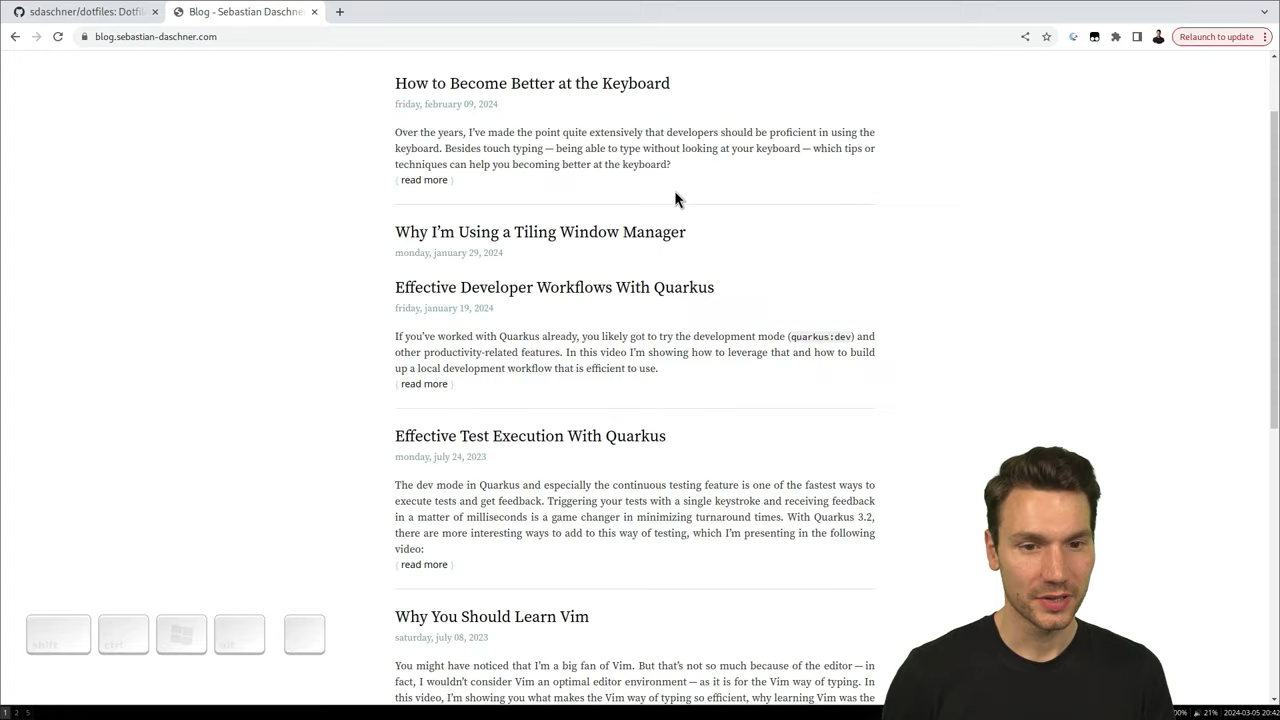 sdaschner/dotfiles: Dotfil
Blog - Sebastian Daschner
blog.sebastian-daschner.com
Relaunch to update
How to Become Better at the Keyboard
friday, february 09, 2024
Over the years, I've made the point quite extensively that developers should be proficient in using the
keyboard. Besides touch typing — being able to type without looking at your keyboard — which tips or
techniques can help you becoming better at the keyboard?
{ read more }
Why I'm Using a Tiling Window Manager
monday, january 29, 2024
Effective Developer Workflows With Quarkus
friday, january 19, 2024
If you've worked with Quarkus already, you likely got to try the development mode (quarkus:dev) and
other productivity-related features. In this video I'm showing how to leverage that and how to build
up a local development workflow that is efficient to use.
{ read more }
Effective Test Execution With Quarkus
monday, july 24, 2023
The dev mode in Quarkus and especially the continuous testing feature is one of the fastest ways to
execute tests and get feedback. Triggering your tests with a single keystroke and receiving feedback
in a matter of milliseconds is a game changer in minimizing turnaround times. With Quarkus 3.2,
there are more interesting ways to add to this way of testing, which I'm presenting in the following
video:
{ read more }
Why You Should Learn Vim
saturday, july 08, 2023
You might have noticed that I'm a big fan of Vim. But that's not so much because of the editor — in
fact, I wouldn't consider Vim an optimal editor environment — as it is for the Vim way of typing. In
this video, I'm showing you what makes the Vim way of typing so efficient, why learning Vim was the
shift ctrl alt
1 2 5
00% 21% 2024-03-05 20:42